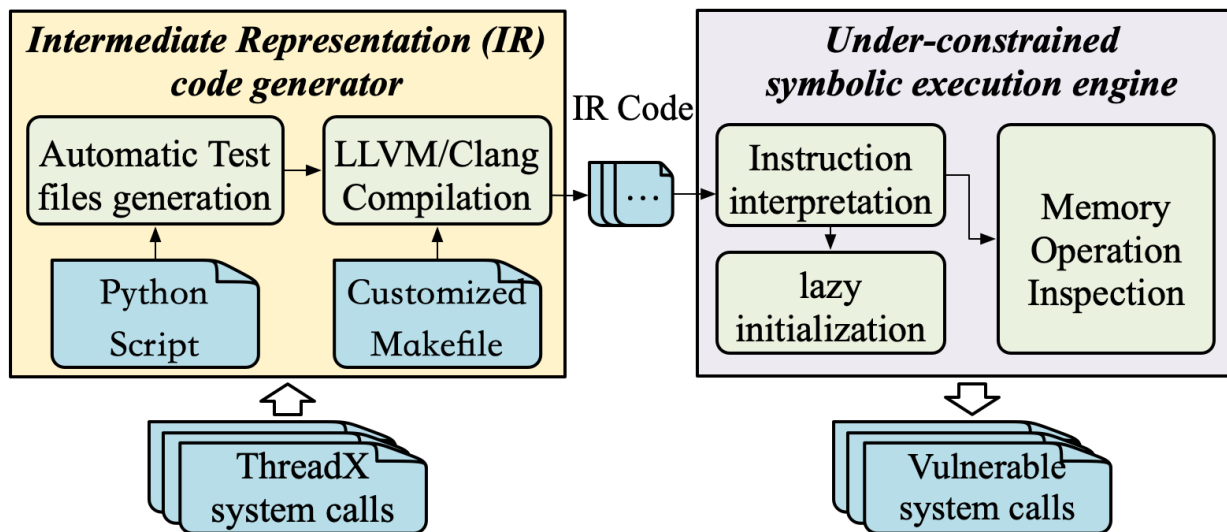 Intermediate Representation (IR)
code generator
Automatic Test
files generation
LLVM/Clang
Compilation
Python
Script
Customized
Makefile
ThreadX
system calls
IR Code
...
Under-constrained
symbolic execution engine
Instruction
interpretation
lazy
initialization
Memory
Operation
Inspection
Vulnerable
system calls